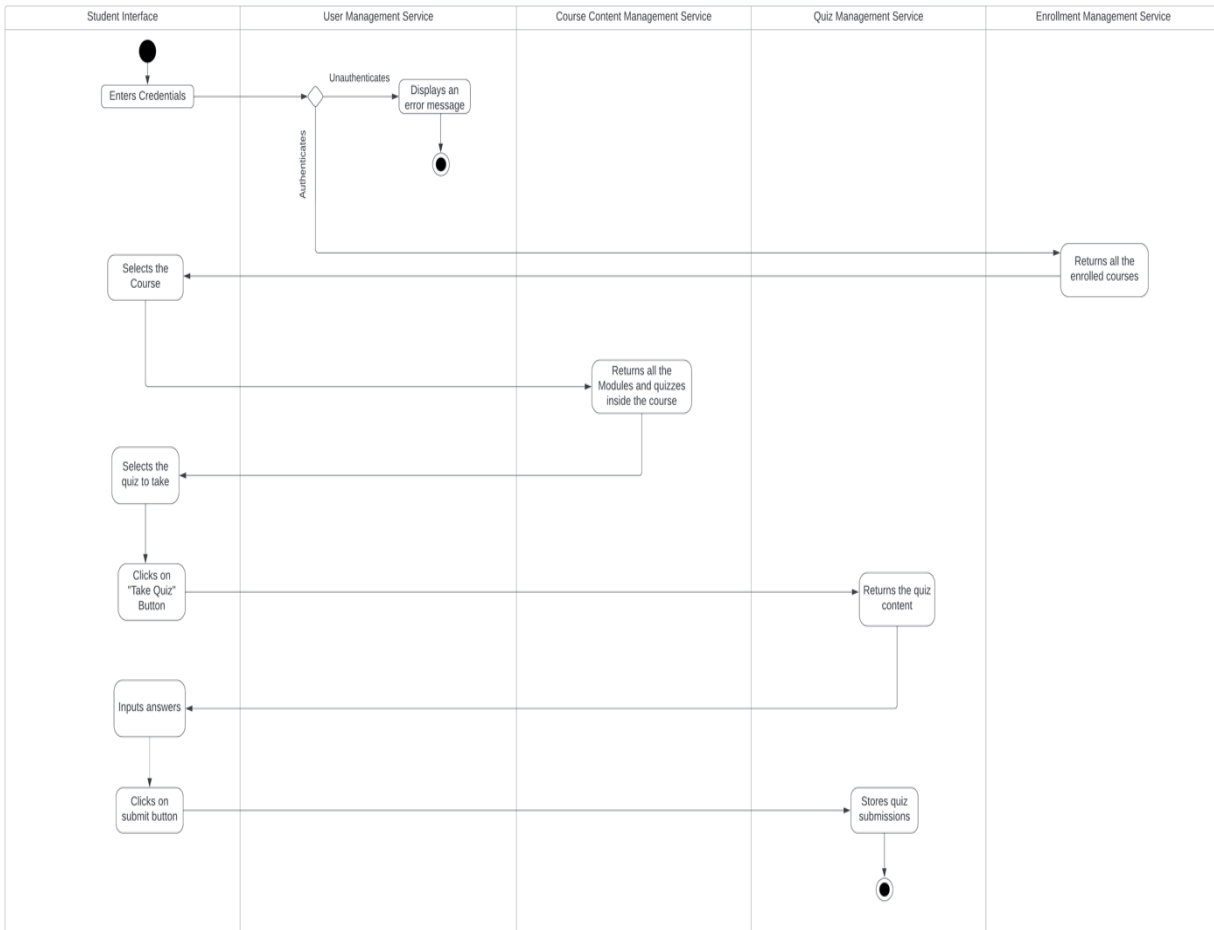 Student Interface
User Management Service
Course Content Management Service
Quiz Management Service
Enrollment Management Service
Enters Credentials
Unauthenticates
Displays an
error message
Authenticates
Returns all the
enrolled courses
Selects the
Course
Returns all the
Modules and quizzes
inside the course
Selects the
quiz to take
Clicks on
"Take Quiz"
Button
Returns the quiz
content
Inputs answers
Clicks on
submit button
Stores quiz
submissions